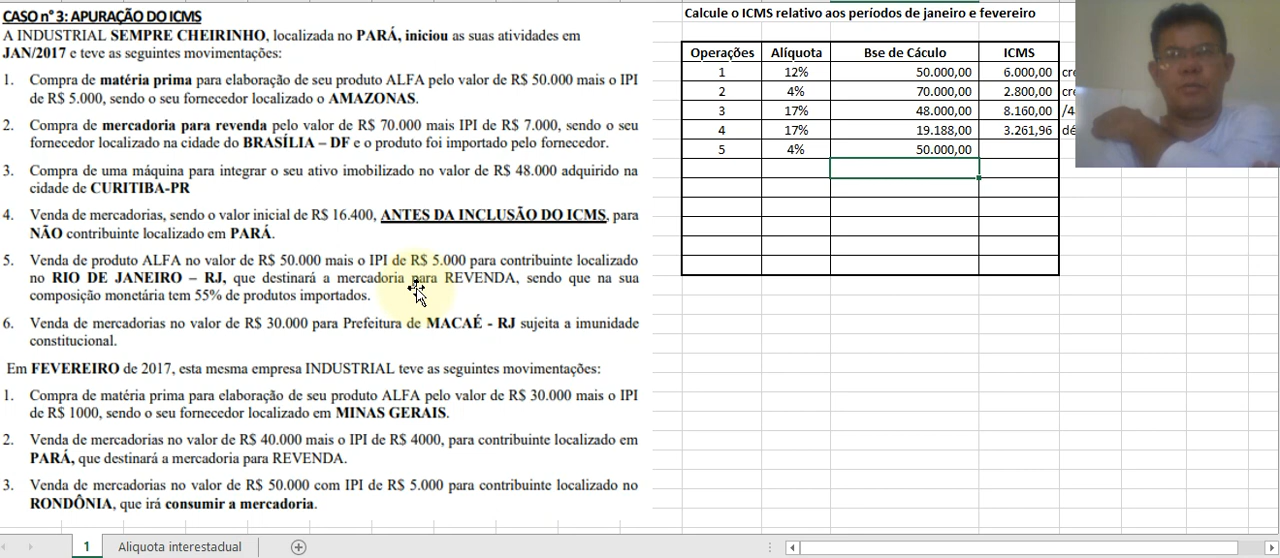 CASO nº 3: APURAÇÃO DO ICMS
A INDUSTRIAL SEMPRE CHEIRINHO, localizada no PARÁ, iniciou as suas atividades em
JAN/2017 e teve as seguintes movimentações:
1. Compra de matéria prima para elaboração de seu produto ALFA pelo valor de R$ 50.000 mais o IPI
de R$ 5.000, sendo o seu fornecedor localizado o AMAZONAS.
2. Compra de mercadoria para revenda pelo valor de R$ 70.000 mais IPI de R$ 7.000, sendo o seu
fornecedor localizado na cidade do BRASÍLIA – DF e o produto foi importado pelo fornecedor.
3. Compra de uma máquina para integrar o seu ativo imobilizado no valor de R$ 48.000 adquirido na
cidade de CURITIBA-PR
4. Venda de mercadorias, sendo o valor inicial de R$ 16.400, ANTES DA INCLUSÃO DO ICMS, para
NÃO contribuinte localizado em PARÁ.
5. Venda de produto ALFA no valor de R$ 50.000 mais o IPI de R$ 5.000 para contribuinte localizado
no RIO DE JANEIRO – RJ, que destinará a mercadoria para REVENDA, sendo que na sua
composição monetária tem 55% de produtos importados.
6. Venda de mercadorias no valor de R$ 30.000 para Prefeitura de MACAÉ - RJ sujeita a imunidade
constitucional.
Em FEVEREIRO de 2017, esta mesma empresa INDUSTRIAL teve as seguintes movimentações:
1. Compra de matéria prima para elaboração de seu produto ALFA pelo valor de R$ 30.000 mais o IPI
de R$ 1000, sendo o seu fornecedor localizado em MINAS GERAIS.
2. Venda de mercadorias no valor de R$ 40.000 mais o IPI de R$ 4000, para contribuinte localizado em
PARÁ, que destinará a mercadoria para REVENDA.
3. Venda de mercadorias no valor de R$ 50.000 com IPI de R$ 5.000 para contribuinte localizado no
RONDÔNIA, que irá consumir a mercadoria.
Calcule o ICMS relativo aos períodos de janeiro e fevereiro
Operações Alíquota Bse de Cáculo ICMS
1 12% 50.000,00 6.000,00 cre
2 4% 70.000,00 2.800,00 cre
3 17% 48.000,00 8.160,00 /4
4 17% 19.188,00 3.261,96 dé
5 4% 50.000,00
1 Aliquota interestadual